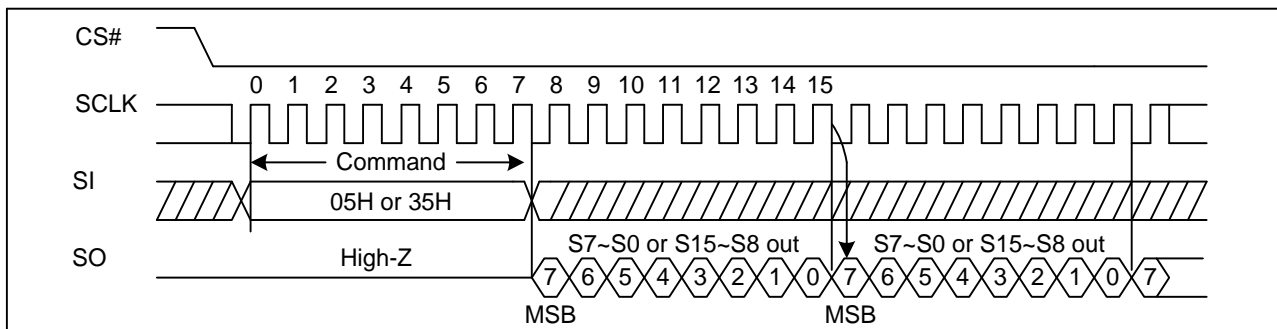 CS#
0 1 2 3 4 5 6 7 8 9 10 11 12 13 14 15
SCLK
Command
SI
05H or 35H
S7~S0 or S15~S8 out S7~S0 or S15~S8 out
SO High-Z
7 6 5 4 3 2 1 0 7 6 5 4 3 2 1 0 7
MSB MSB